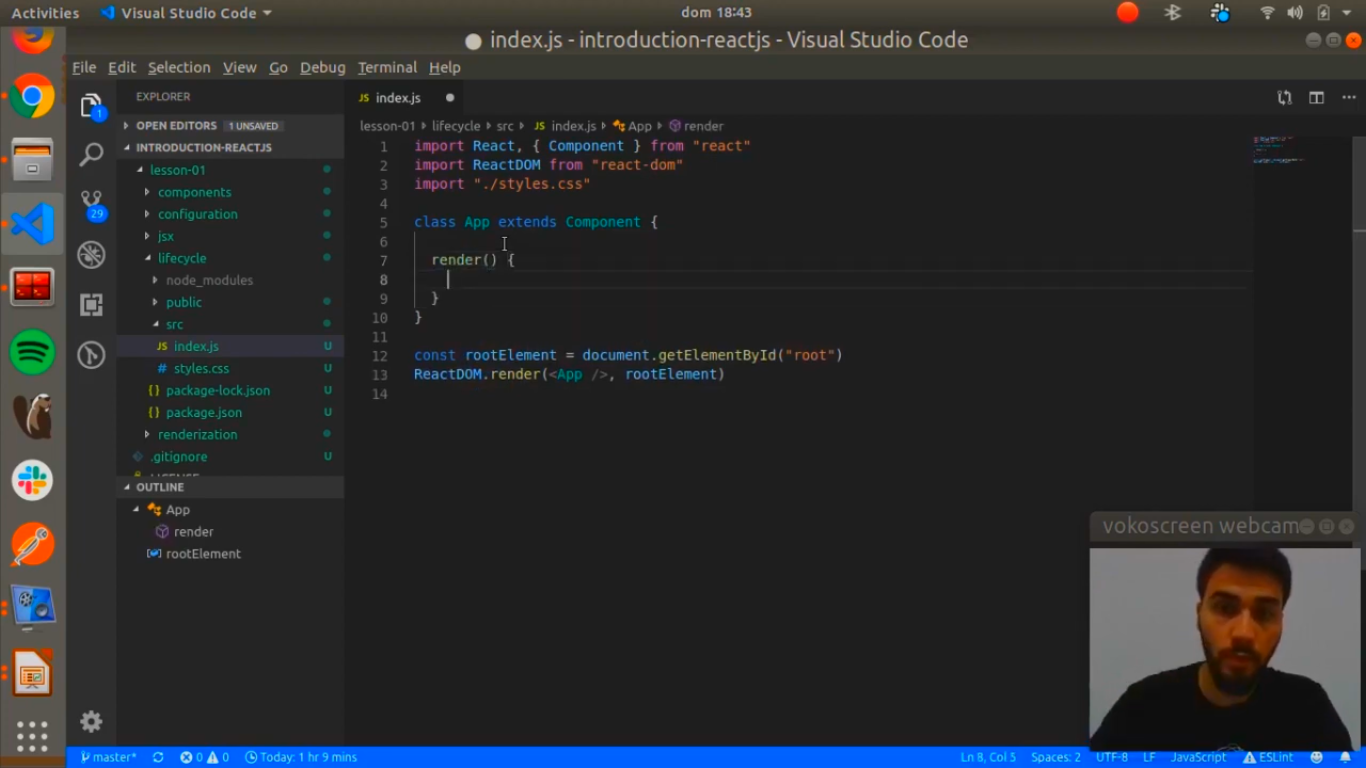 Activities Visual Studio Code dom 18:43
index.js - introduction-reactjs - Visual Studio Code
File Edit Selection View Go Debug Terminal Help
EXPLORER
JS index.js
OPEN EDITORS 1 UNSAVED
lesson-01 lifecycle src JS index.js App render
INTRODUCTION-REACTJS
lesson-01
components
configuration
jsx
lifecycle
node_modules
public
src
JS index.js U
# styles.css U
{} package-lock.json U
{} package.json U
renderization
.gitignore U
LICENSE
1
29
OUTLINE
App
render
rootElement
1 import React, { Component } from "react"
2 import ReactDOM from "react-dom"
3 import "./styles.css"
4
5 class App extends Component {
6
7 render() {
8
9 }
10 }
11
12 const rootElement = document.getElementById("root")
13 ReactDOM.render(<App />, rootElement)
14
vokoscreen webcam
master* 0 0 Today: 1 hr 9 mins Ln 8, Col 5 Spaces: 2 UTF-8 LF JavaScript ESLint